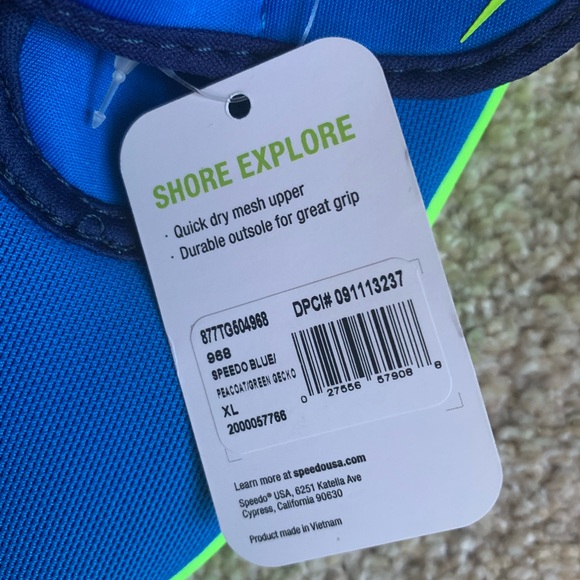 SHORE EXPLORE
· Quick dry mesh upper
· Durable outsole for great grip
877TG504968
DPCI# 091113237
968
SPEEDO BLUE/
PEACOAT/GREEN GECKO
XL
2000057766
0 27556 57908 8
Learn more at speedousa.com
Speedo® USA, 6251 Katella Ave
Cypress, California 90630
Product made in Vietnam